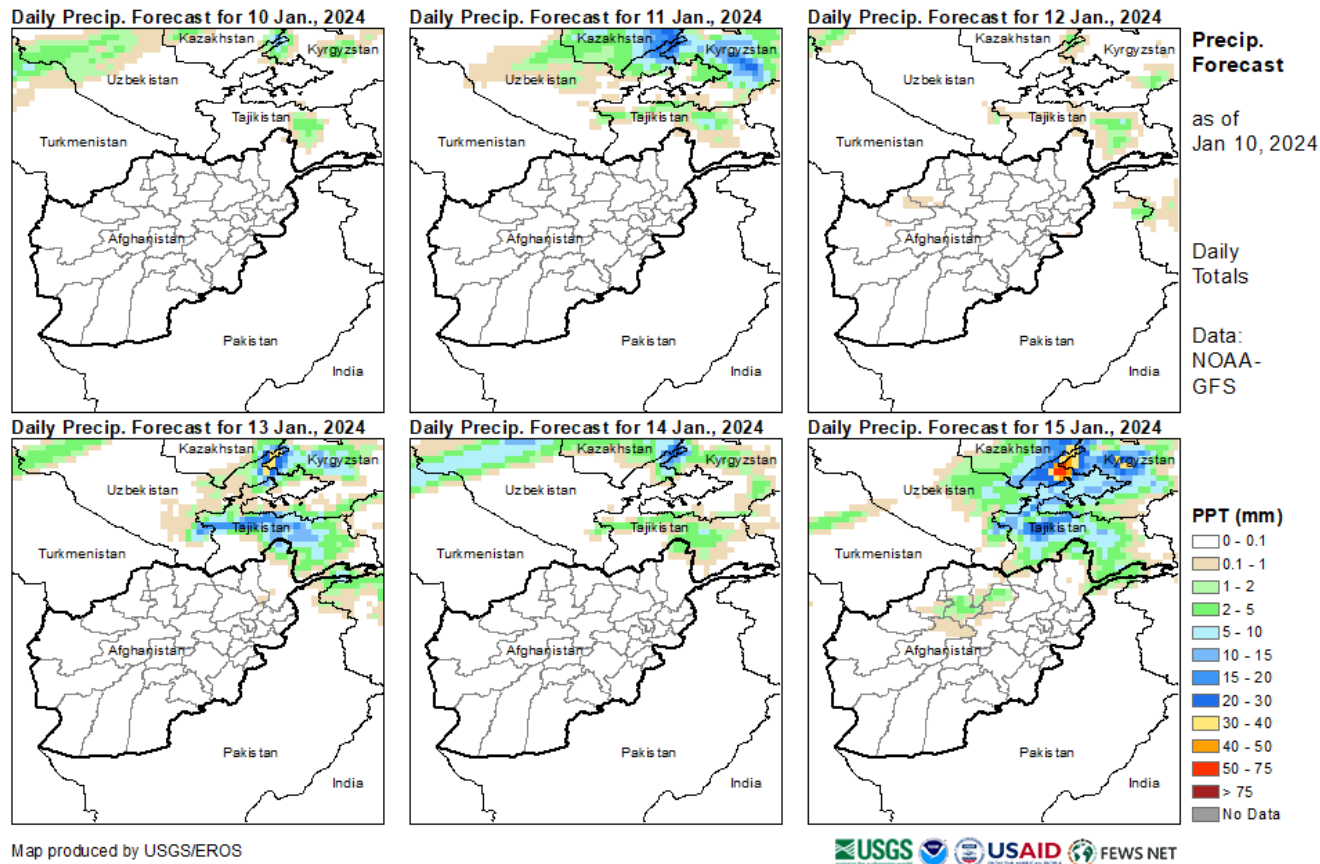 Daily Precip. Forecast for 10 Jan., 2024
Kazakhstan
Kyrgyzstan
Uzbekistan
Tajikistan
Turkmenistan
Afghanistan
Pakistan
India
Daily Precip. Forecast for 11 Jan., 2024
Kazakhstan
Kyrgyzstan
Uzbekistan
Tajikistan
Turkmenistan
Afghanistan
Pakistan
India
Daily Precip. Forecast for 12 Jan., 2024
Kazakhstan
Kyrgyzstan
Uzbekistan
Tajikistan
Turkmenistan
Afghanistan
Pakistan
India
Precip.
Forecast
as of
Jan 10, 2024
Daily
Totals
Data:
NOAA-
GFS
Daily Precip. Forecast for 13 Jan., 2024
Kazakhstan
Kyrgyzstan
Uzbekistan
Tajikistan
Turkmenistan
Afghanistan
Pakistan
India
Daily Precip. Forecast for 14 Jan., 2024
Kazakhstan
Kyrgyzstan
Uzbekistan
Tajikistan
Turkmenistan
Afghanistan
Pakistan
India
Daily Precip. Forecast for 15 Jan., 2024
Kazakhstan
Kyrgyzstan
Uzbekistan
Tajikistan
Turkmenistan
Afghanistan
Pakistan
India
PPT (mm)
0 - 0.1
0.1 - 1
1 - 2
2 - 5
5 - 10
10 - 15
15 - 20
20 - 30
30 - 40
40 - 50
50 - 75
> 75
No Data
Map produced by USGS/EROS
USGS
USAID
FEWS NET